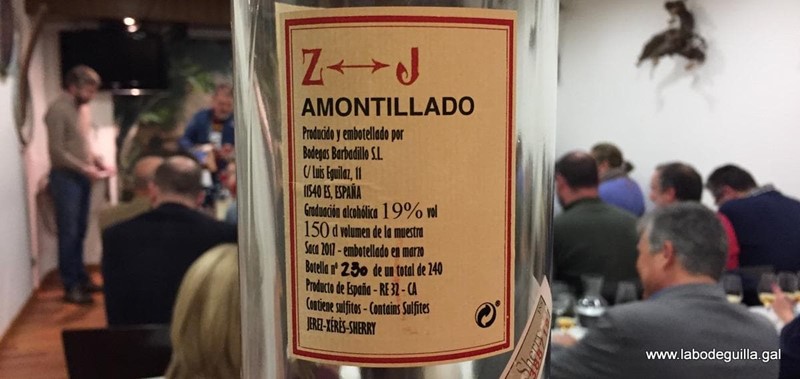 Z ↔ J
AMONTILLADO
Producido y embotellado por
Bodegas Barbadillo S.L.
C/ Luis Eguilaz, 11
11540 ES, ESPAÑA
Graduación alcohólica 19% vol
150 d volumen de la muestra
Saca 2017 - embotellado en marzo
Botella nº 230 de un total de 240
Producto de España - RE 32 - CA
Contiene sulfitos - Contains Sulfites
JEREZ-XÉRÈS-SHERRY
Sherry
www.labodeguilla.gal